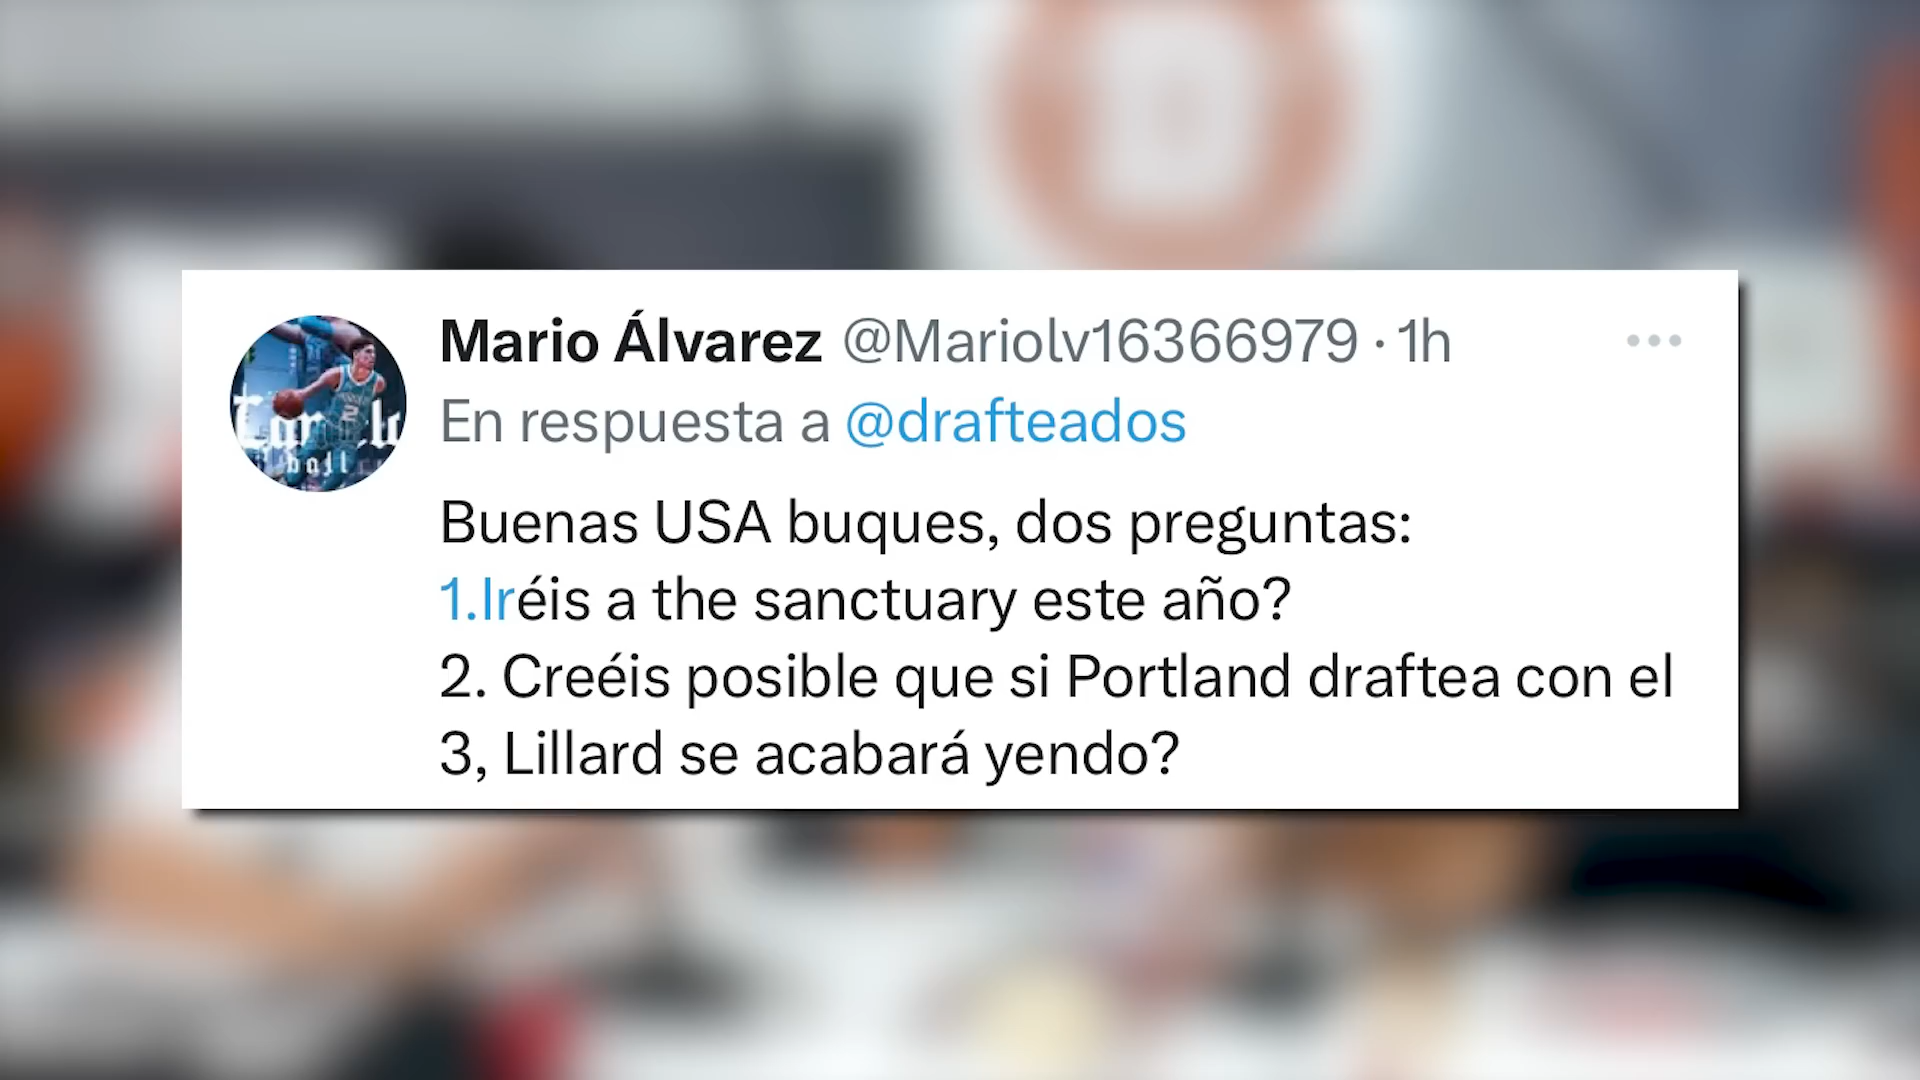 Mario Álvarez @Mariolv16366979 · 1h
En respuesta a @drafteados
Buenas USA buques, dos preguntas:
1.Iréis a the sanctuary este año?
2. Creéis posible que si Portland draftea con el
3, Lillard se acabará yendo?